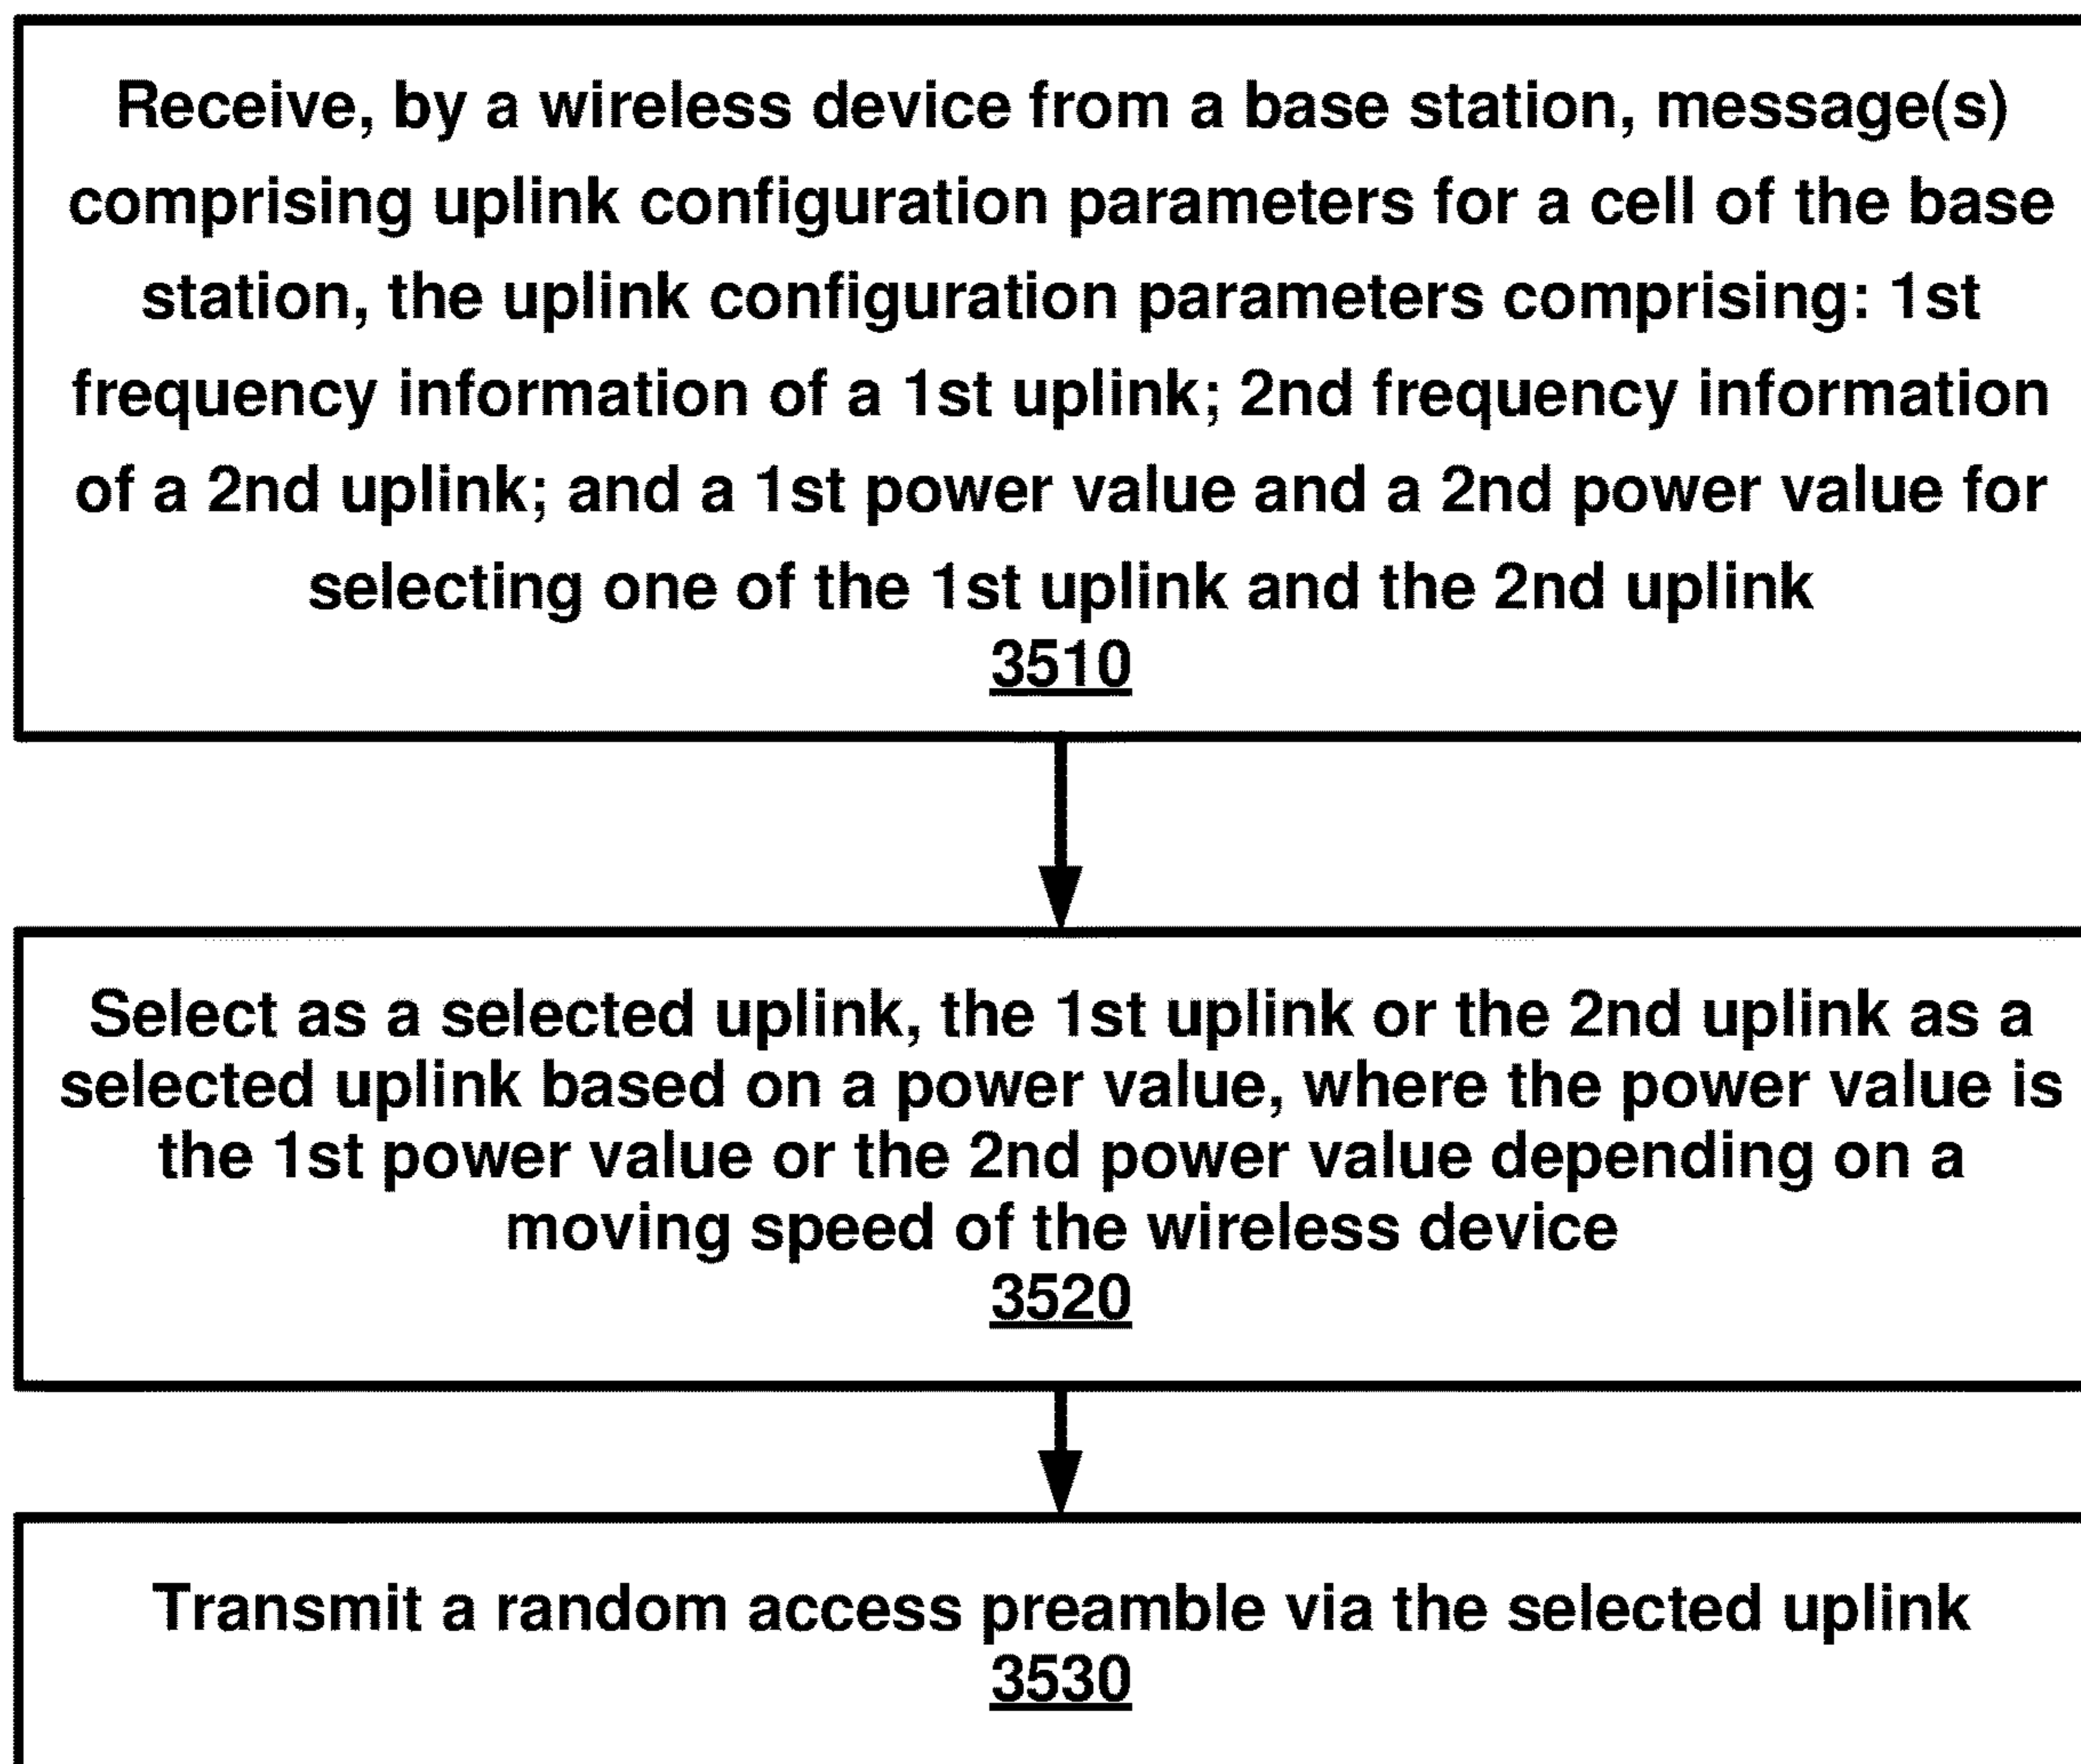 Receive, by a wireless device from a base station, message(s)
comprising uplink configuration parameters for a cell of the base
station, the uplink configuration parameters comprising: 1st
frequency information of a 1st uplink; 2nd frequency information
of a 2nd uplink; and a 1st power value and a 2nd power value for
selecting one of the 1st uplink and the 2nd uplink
3510
Select as a selected uplink, the 1st uplink or the 2nd uplink as a
selected uplink based on a power value, where the power value is
the 1st power value or the 2nd power value depending on a
moving speed of the wireless device
3520
Transmit a random access preamble via the selected uplink
3530